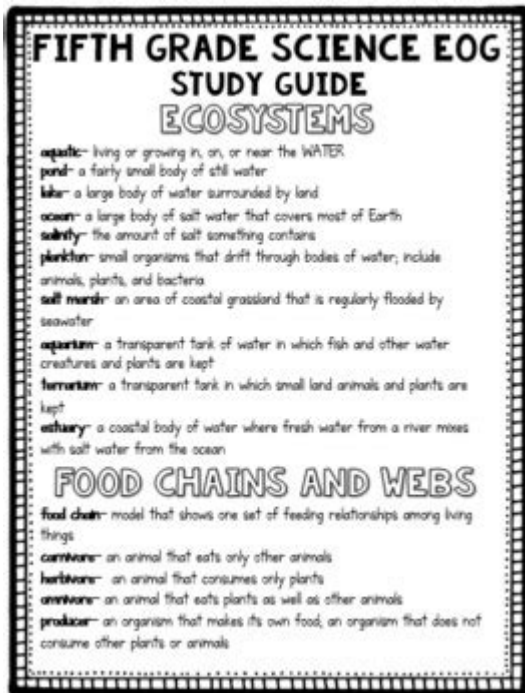 FIFTH GRADE SCIENCE EOG
STUDY GUIDE
ECOSYSTEMS
aquatic- living or growing in, on, or near the WATER
pond- a fairly small body of still water
lake- a large body of water surrounded by land
ocean- a large body of salt water that covers most of Earth
salinity- the amount of salt something contains
plankton- small organisms that drift through bodies of water; include
animals, plants, and bacteria
salt marsh- an area of coastal grassland that is regularly flooded by
seawater
aquarium- a transparent tank of water in which fish and other water
creatures and plants are kept
terrarium- a transparent tank in which small land animals and plants are
kept
estuary- a coastal body of water where fresh water from a river mixes
with salt water from the ocean
FOOD CHAINS AND WEBS
food chain- model that shows one set of feeding relationships among living
things
carnivore- an animal that eats only other animals
herbivore- an animal that consumes only plants
omnivore- an animal that eats plants as well as other animals
producer- an organism that makes its own food; an organism that does not
consume other plants or animals